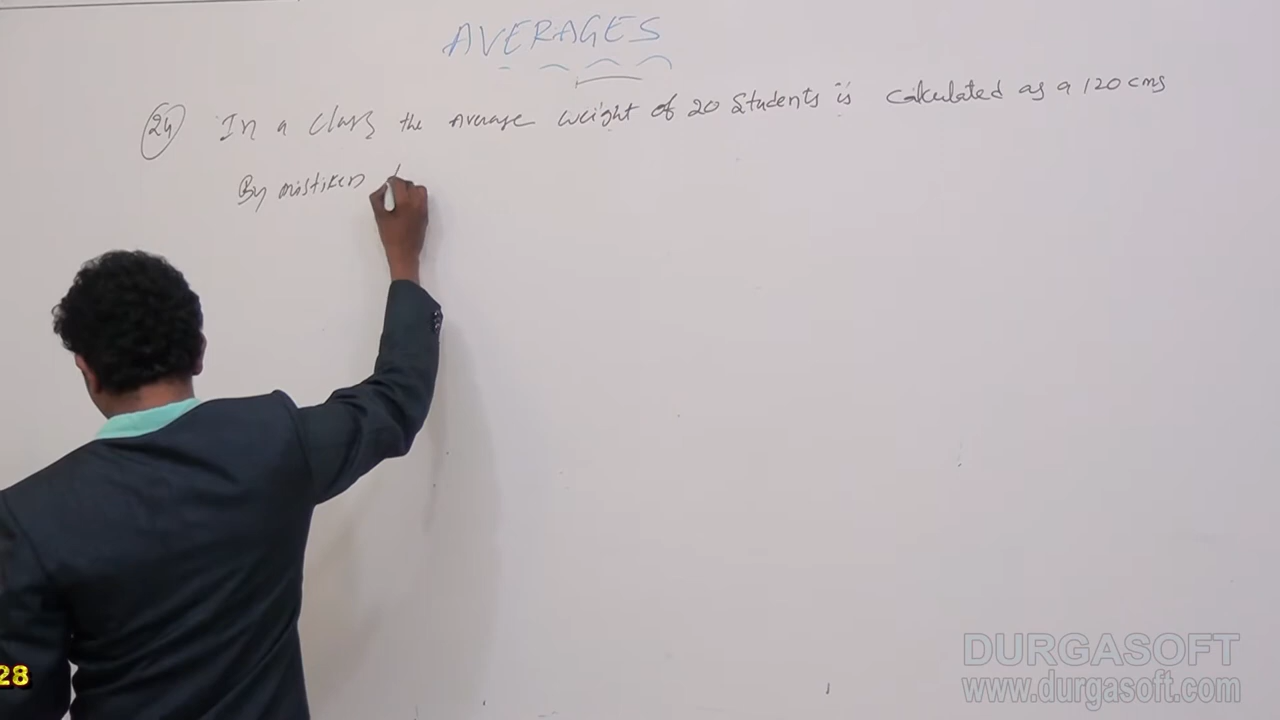 AVERAGES
24 In a class the Average weight of 20 Students is calculated as a 120 cms
By mistiken
28
DURGASOFT
www.durgasoft.com